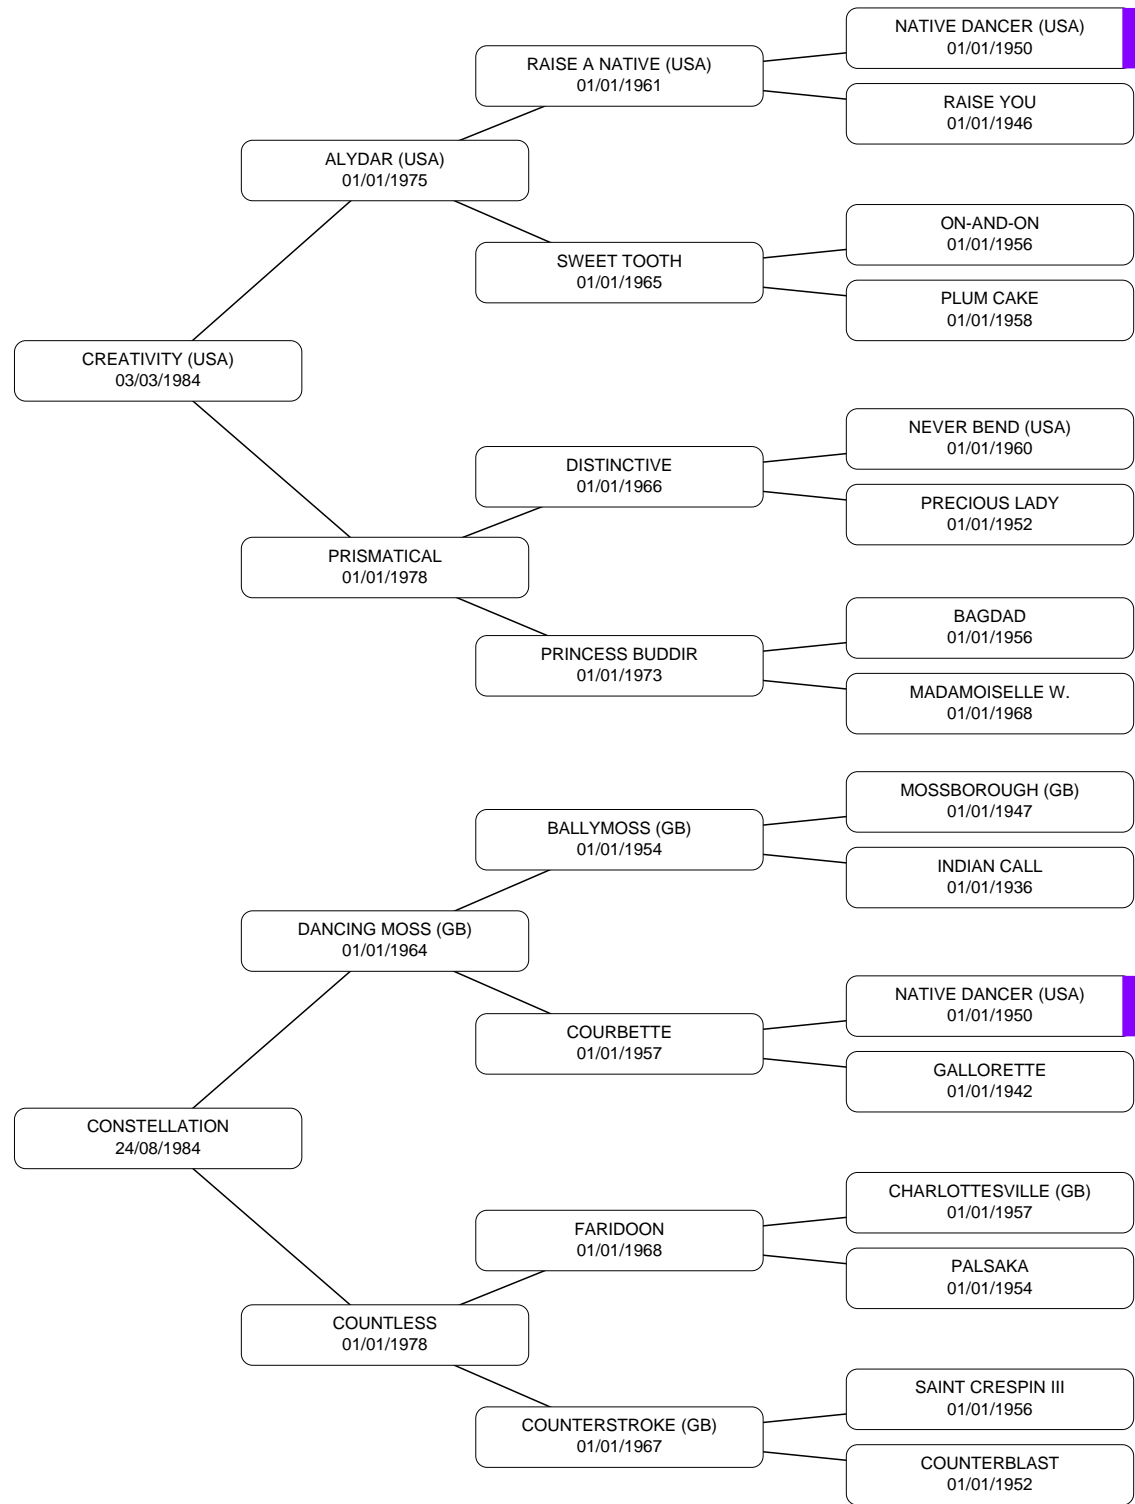 NATIVE DANCER (USA)
01/01/1950
RAISE A NATIVE (USA)
01/01/1961
RAISE YOU
01/01/1946
ALYDAR (USA)
01/01/1975
ON-AND-ON
01/01/1956
SWEET TOOTH
01/01/1965
PLUM CAKE
01/01/1958
CREATIVITY (USA)
03/03/1984
NEVER BEND (USA)
01/01/1960
DISTINCTIVE
01/01/1966
PRECIOUS LADY
01/01/1952
PRISMATICAL
01/01/1978
BAGDAD
01/01/1956
PRINCESS BUDDIR
01/01/1973
MADAMOISELLE W.
01/01/1968
MOSSBOROUGH (GB)
01/01/1947
BALLYMOSS (GB)
01/01/1954
INDIAN CALL
01/01/1936
DANCING MOSS (GB)
01/01/1964
NATIVE DANCER (USA)
01/01/1950
COURBETTE
01/01/1957
GALLORETTE
01/01/1942
CONSTELLATION
24/08/1984
CHARLOTTESVILLE (GB)
01/01/1957
FARIDOON
01/01/1968
PALSAKA
01/01/1954
COUNTLESS
01/01/1978
SAINT CRESPIN III
01/01/1956
COUNTERSTROKE (GB)
01/01/1967
COUNTERBLAST
01/01/1952